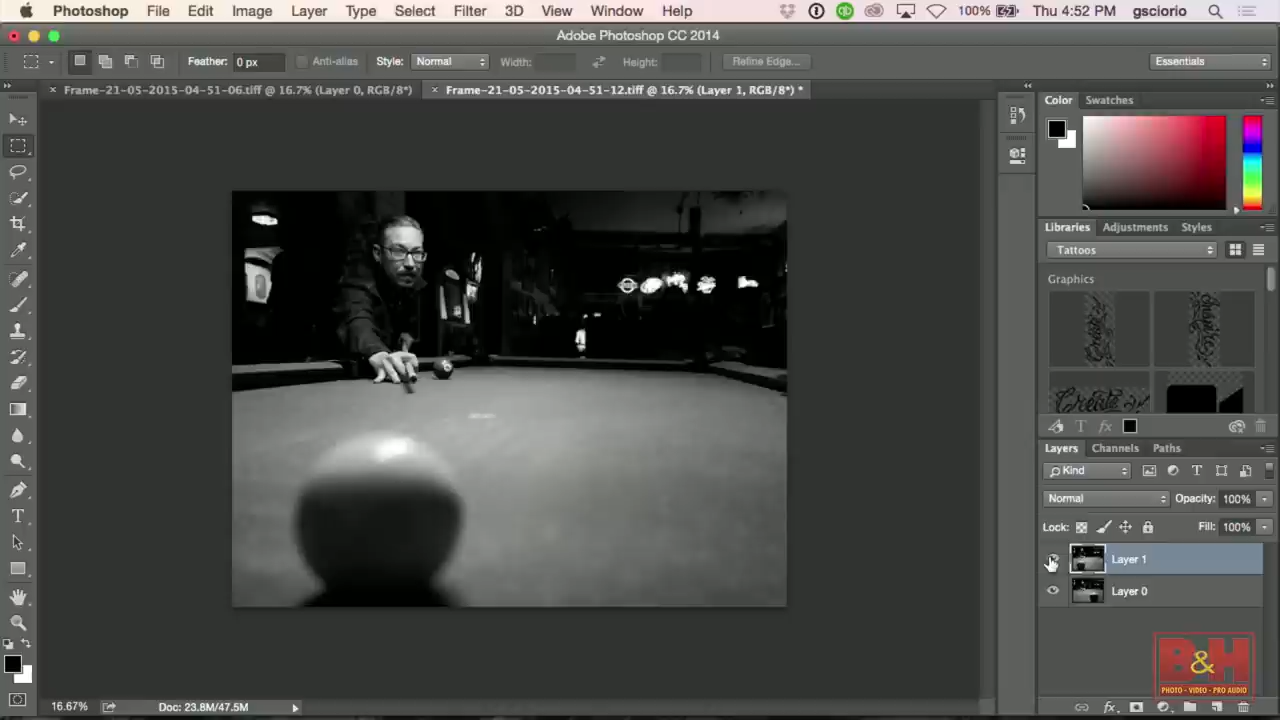 Photoshop File Edit Image Layer Type Select Filter 3D View Window Help 100% Thu 4:52 PM gsciorio
Adobe Photoshop CC 2014
Feather: 0 px Anti-alias Style: Normal Width: Height: Refine Edge... Essentials
× Frame-21-05-2015-04-51-06.tiff @ 16.7% (Layer 0, RGB/8*) × Frame-21-05-2015-04-51-12.tiff @ 16.7% (Layer 1, RGB/8*) *
Color Swatches
Libraries Adjustments Styles
Tattoos
Graphics
Create
Layers Channels Paths
Kind
Normal Opacity: 100%
Lock: Fill: 100%
Layer 1
Layer 0
B&H
PHOTO - VIDEO - PRO AUDIO
16.67% Doc: 23.8M/47.5M